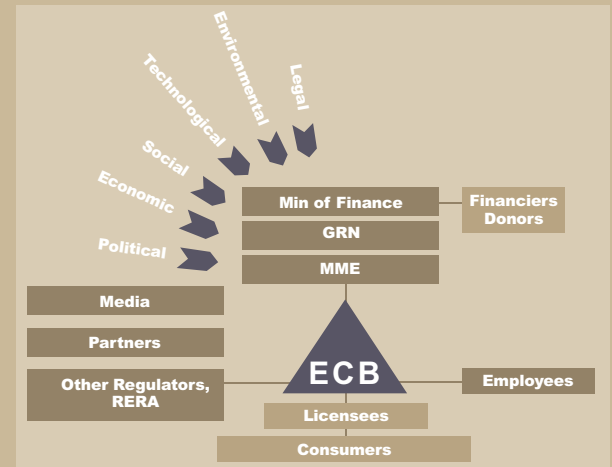 Environmental
Legal
Technological
Social
Economic
Political
Min of Finance
Financiers
Donors
GRN
MME
Media
Partners
Other Regulators,
RERA
ECB
Employees
Licensees
Consumers